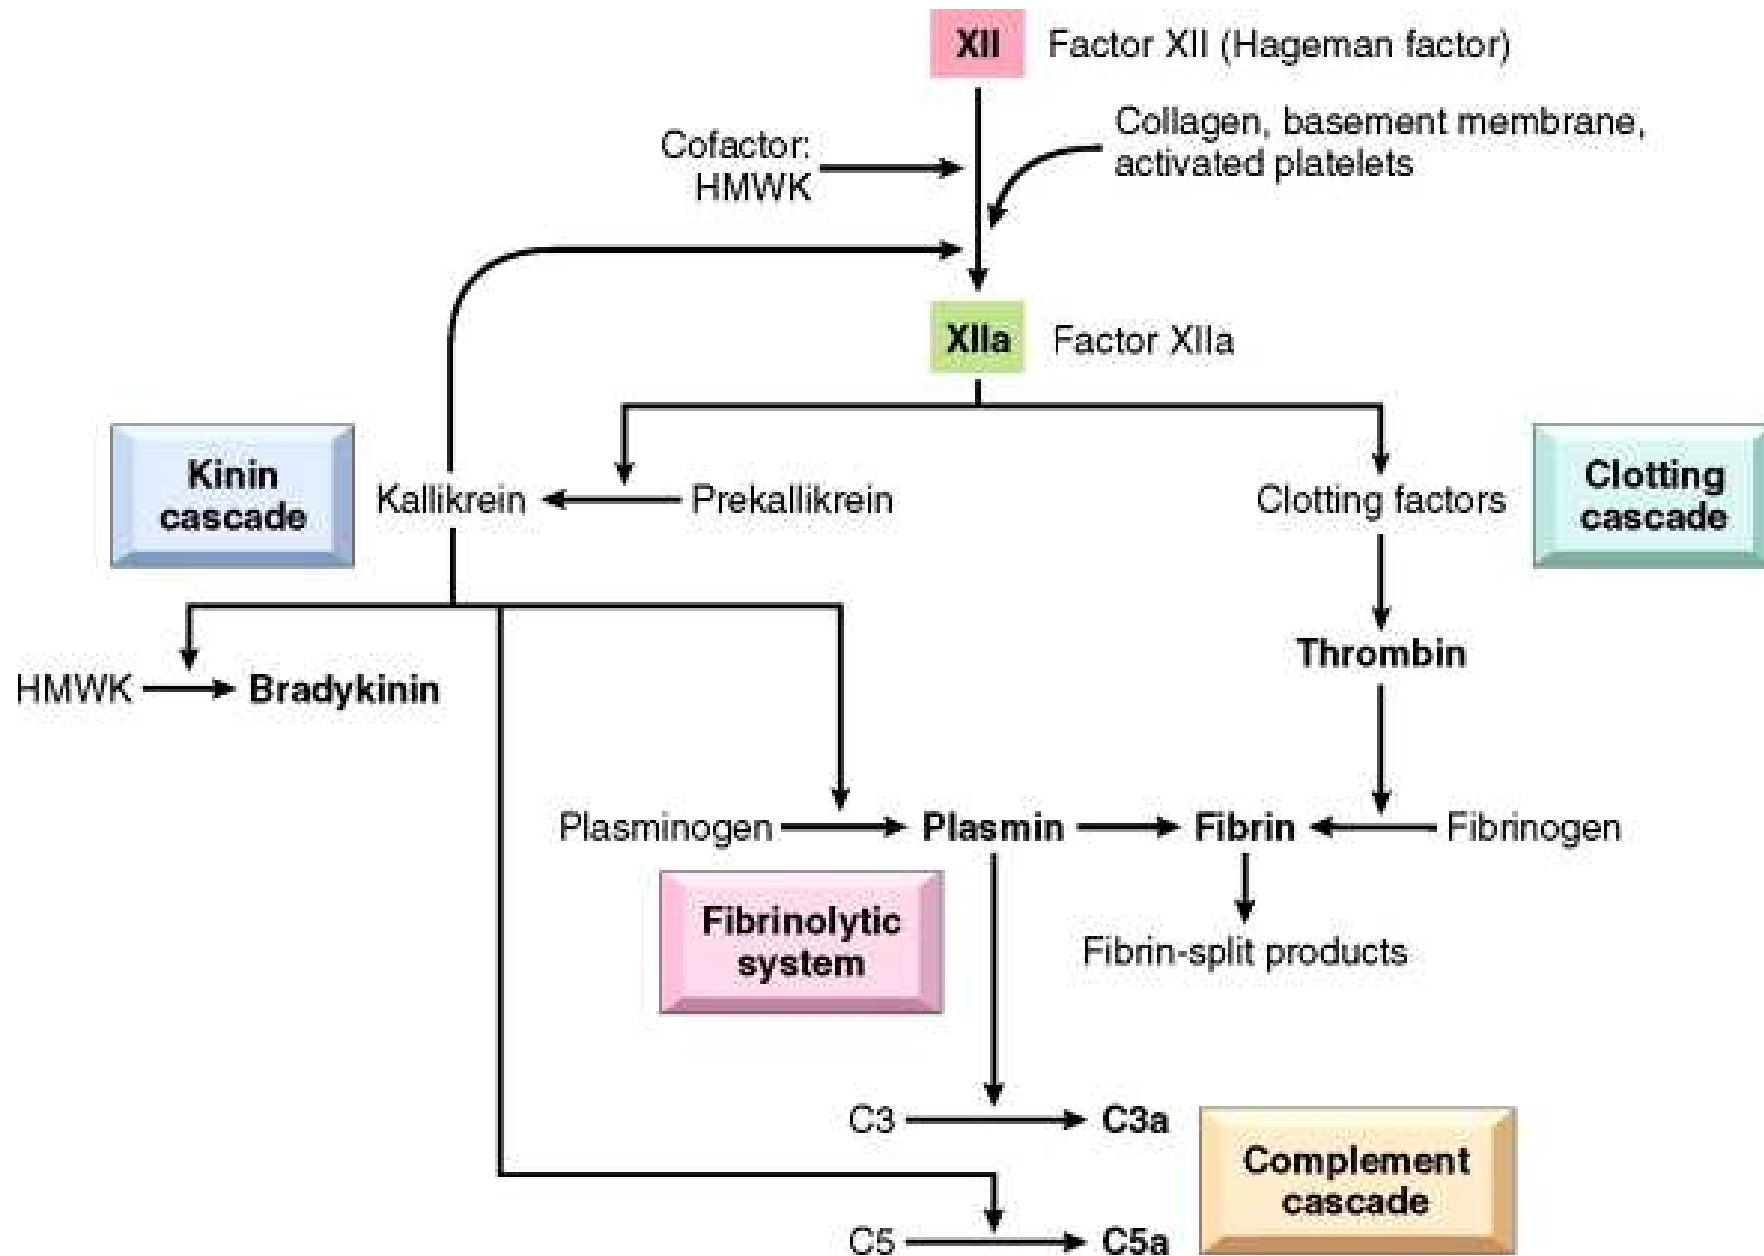 XII
Factor XII (Hageman factor)
Collagen, basement membrane,
activated platelets
Cofactor:
HMWK
XIIa
Factor XIIa
Kinin
cascade
Kallikrein
Prekallikrein
Clotting factors
Clotting
cascade
Thrombin
HMWK
Bradykinin
Plasminogen
Plasmin
Fibrin
Fibrinogen
Fibrinolytic
system
Fibrin-split products
C3
C3a
Complement
cascade
C5
C5a